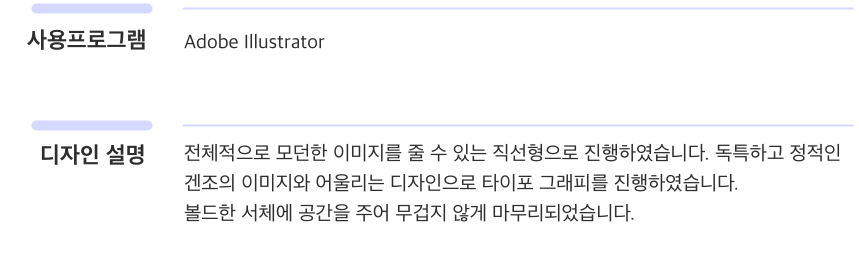 사용프로그램 Adobe Illustrator
디자인 설명 전체적으로 모던한 이미지를 줄 수 있는 직선형으로 진행하였습니다. 독특하고 정적인
겐조의 이미지와 어울리는 디자인으로 타이포 그래피를 진행하였습니다.
볼드한 서체에 공간을 주어 무겁지 않게 마무리되었습니다.